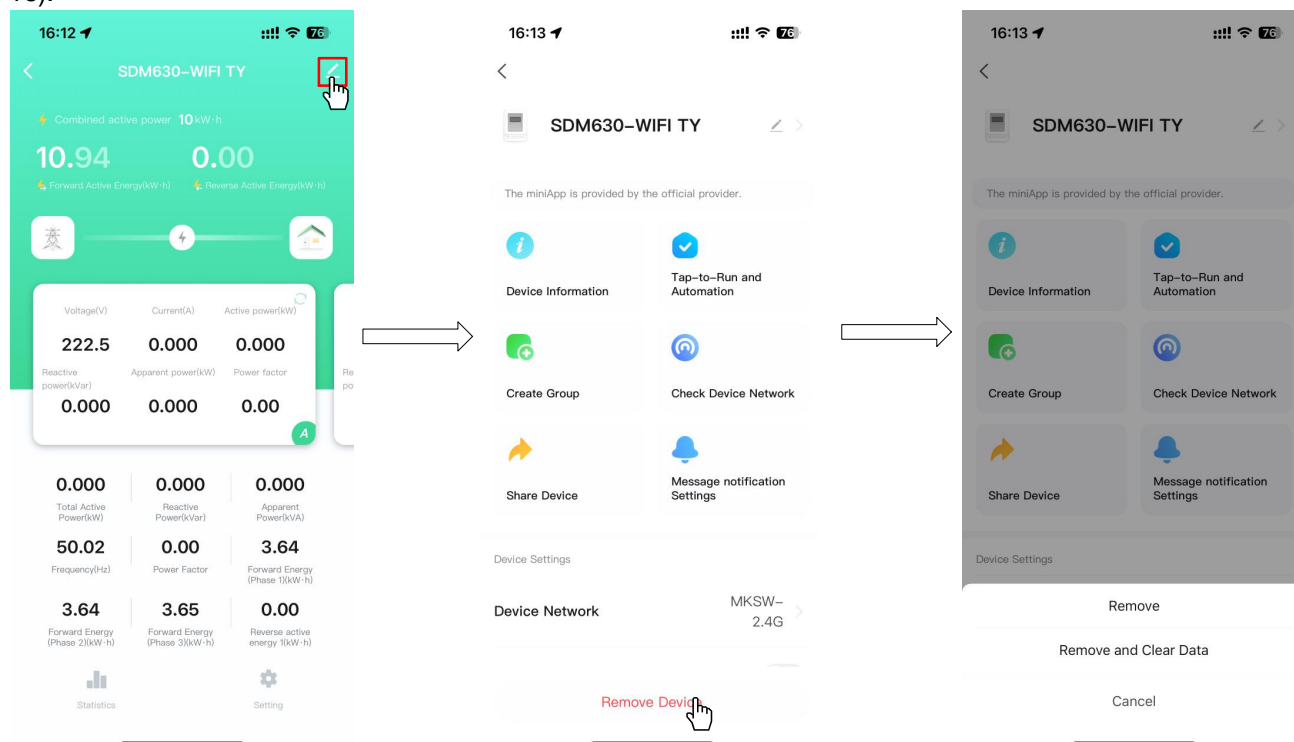 16:12
76
SDM630-WIFI TY
Combined active power 10 kW·h
10.94
0.00
Forward Active Energy(kW·h)
Reverse Active Energy(kW·h)
Voltage(V)
Current(A)
Active power(kW)
222.5
0.000
0.000
Reactive
power(kVar)
Apparent power(kW)
Power factor
0.000
0.000
0.00
A
Re
po
0.000
0.000
0.000
Total Active
Power(kW)
Reactive
Power(kVar)
Apparent
Power(kVA)
50.02
0.00
3.64
Frequency(Hz)
Power Factor
Forward Energy
(Phase 1)(kW·h)
3.64
3.65
0.00
Forward Energy
(Phase 2)(kW·h)
Forward Energy
(Phase 3)(kW·h)
Reverse active
energy 1(kW·h)
Statistics
Setting
16:13
76
SDM630-WIFI TY
The miniApp is provided by the official provider.
Device Information
Tap-to-Run and
Automation
Create Group
Check Device Network
Share Device
Message notification
Settings
Device Settings
Device Network
MKSW-
2.4G
Remove Device
16:13
76
SDM630-WIFI TY
The miniApp is provided by the official provider.
Device Information
Tap-to-Run and
Automation
Create Group
Check Device Network
Share Device
Message notification
Settings
Device Settings
Remove
Remove and Clear Data
Cancel